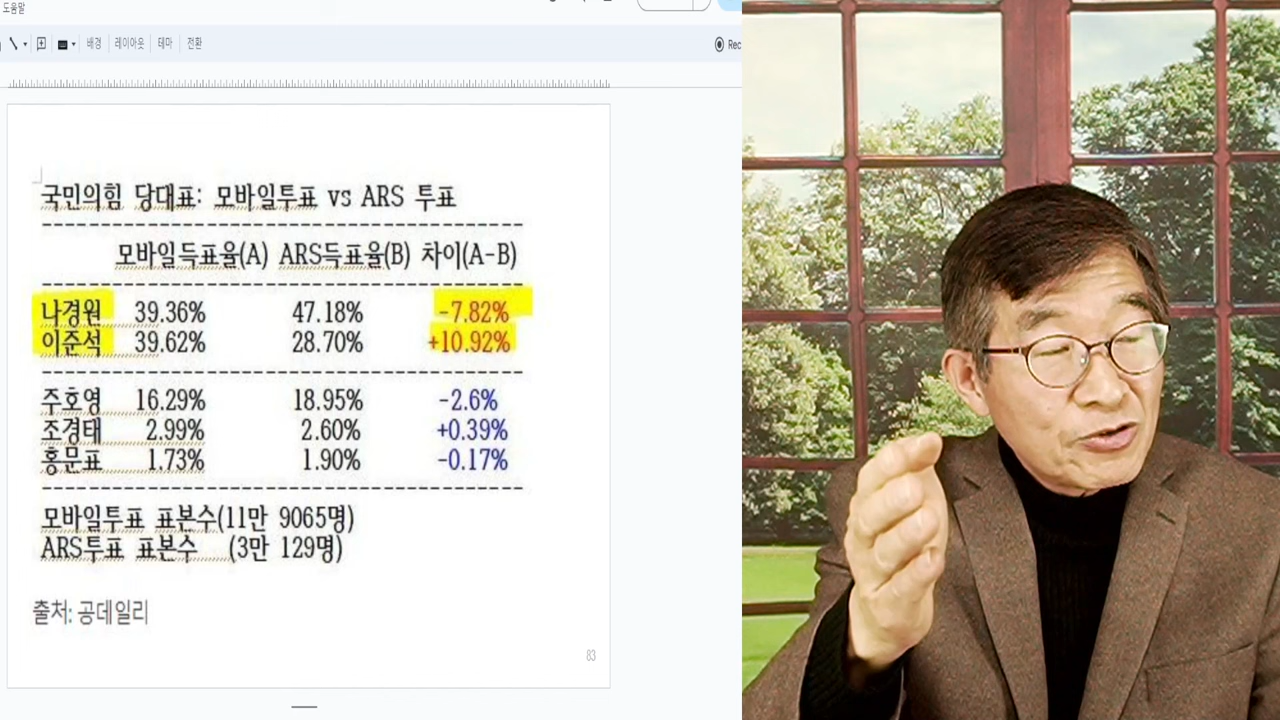 도움말
배경 레이아웃 테마 전환
Rec
국민의힘 당대표: 모바일투표 vs ARS 투표
모바일득표율(A) ARS득표율(B) 차이(A-B)
나경원 39.36% 47.18% -7.82%
이준석 39.62% 28.70% +10.92%
주호영 16.29% 18.95% -2.6%
조경태 2.99% 2.60% +0.39%
홍문표 1.73% 1.90% -0.17%
모바일투표 표본수(11만 9065명)
ARS투표 표본수 (3만 129명)
출처: 공데일리
83